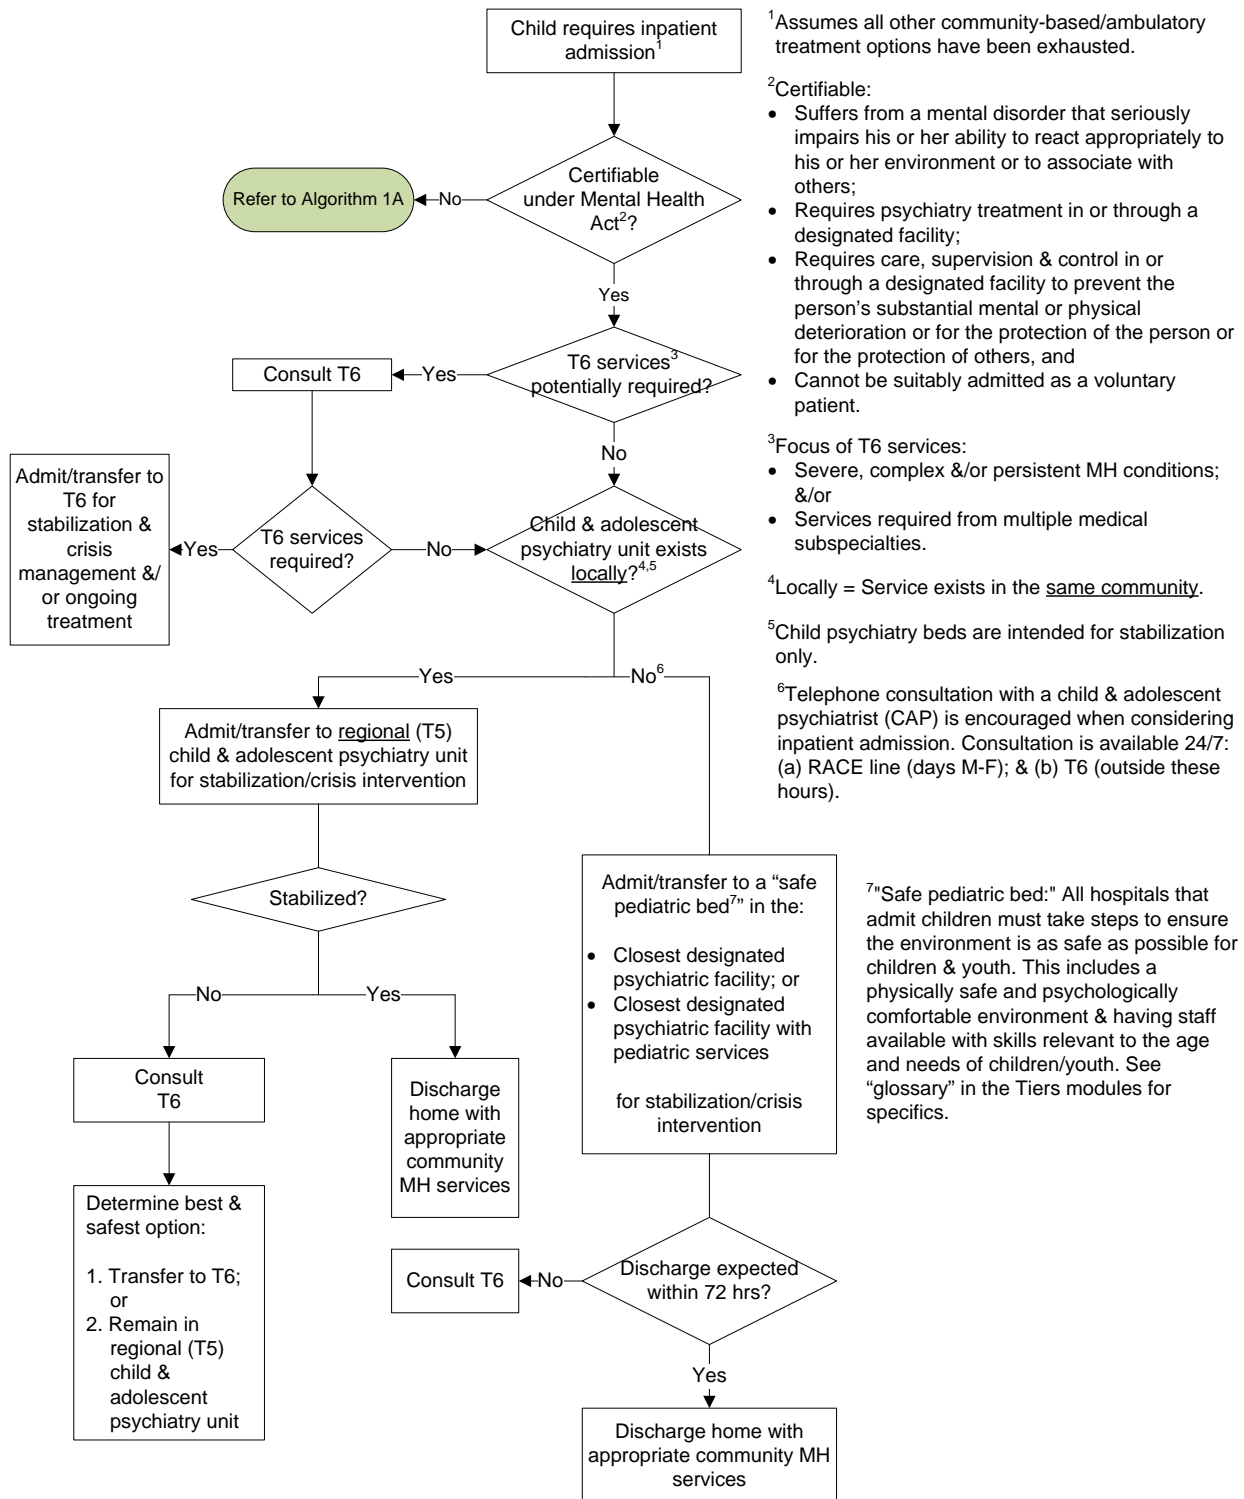 Child requires inpatient
admission1
Certifiable
under Mental Health
Act2?
No
Refer to Algorithm 1A
Yes
T6 services3
potentially required?
Yes
Consult T6
No
T6 services
required?
Yes
Admit/transfer to
T6 for
stabilization &
crisis
management &/
or ongoing
treatment
No
Child & adolescent
psychiatry unit exists
locally?4,5
Yes
No6
Admit/transfer to regional (T5)
child & adolescent psychiatry unit
for stabilization/crisis intervention
Stabilized?
No
Yes
Consult
T6
Determine best &
safest option:
1. Transfer to T6;
or
2. Remain in
regional (T5)
child &
adolescent
psychiatry unit
Discharge
home with
appropriate
community
MH services
Admit/transfer to a “safe
pediatric bed7” in the:
• Closest designated
psychiatric facility; or
• Closest designated
psychiatric facility with
pediatric services
for stabilization/crisis
intervention
Discharge expected
within 72 hrs?
No
Consult T6
Yes
Discharge home with
appropriate community MH
services
1Assumes all other community-based/ambulatory
treatment options have been exhausted.
2Certifiable:
• Suffers from a mental disorder that seriously
impairs his or her ability to react appropriately to
his or her environment or to associate with
others;
• Requires psychiatry treatment in or through a
designated facility;
• Requires care, supervision & control in or
through a designated facility to prevent the
person’s substantial mental or physical
deterioration or for the protection of the person or
for the protection of others, and
• Cannot be suitably admitted as a voluntary
patient.
3Focus of T6 services:
• Severe, complex &/or persistent MH conditions;
&/or
• Services required from multiple medical
subspecialties.
4Locally = Service exists in the same community.
5Child psychiatry beds are intended for stabilization
only.
6Telephone consultation with a child & adolescent
psychiatrist (CAP) is encouraged when considering
inpatient admission. Consultation is available 24/7:
(a) RACE line (days M-F); & (b) T6 (outside these
hours).
7"Safe pediatric bed:" All hospitals that
admit children must take steps to ensure
the environment is as safe as possible for
children & youth. This includes a
physically safe and psychologically
comfortable environment & having staff
available with skills relevant to the age
and needs of children/youth. See
“glossary” in the Tiers modules for
specifics.